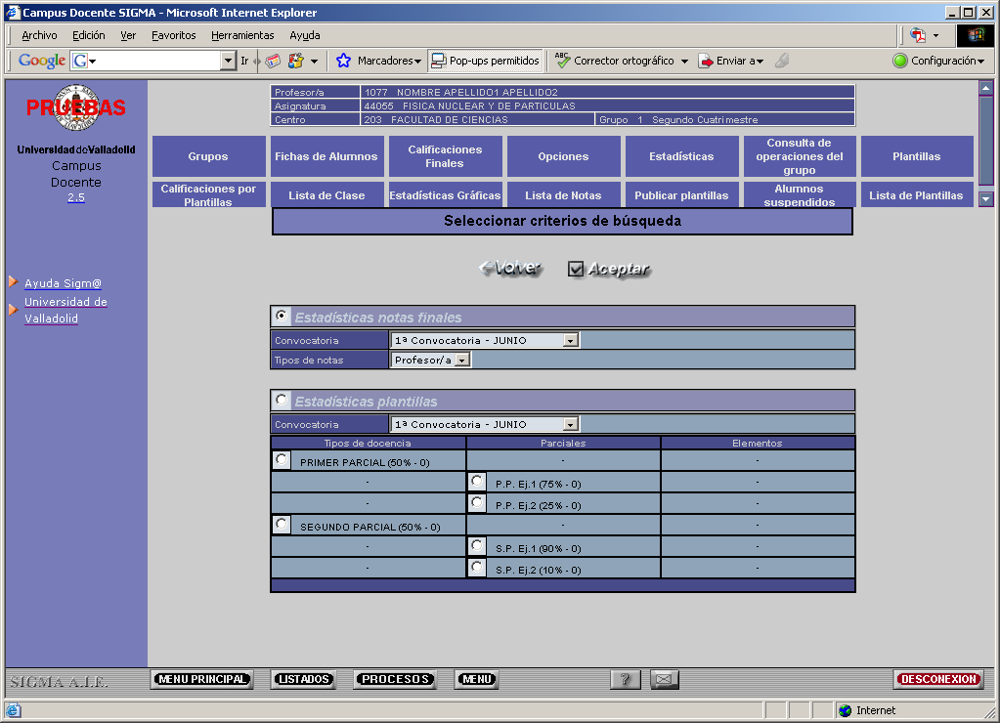 Campus Docente SIGMA - Microsoft Internet Explorer
Archivo Edición Ver Favoritos Herramientas Ayuda
Google G Ir Marcadores Pop-ups permitidos ABC Corrector ortográfico Enviar a Configuración
PRUEBAS
Universidad de Valladolid
Campus
Docente
2.5
Ayuda Sigm@
Universidad de
Valladolid
Profesor/a 1077 NOMBRE APELLIDO1 APELLIDO2
Asignatura 44055 FISICA NUCLEAR Y DE PARTICULAS
Centro 203 FACULTAD DE CIENCIAS Grupo 1 Segundo Cuatrimestre
Grupos
Fichas de Alumnos
Calificaciones
Finales
Opciones
Estadísticas
Consulta de
operaciones del
grupo
Plantillas
Calificaciones por
Plantillas
Lista de Clase
Estadísticas Gráficas
Lista de Notas
Publicar plantillas
Alumnos
suspendidos
Lista de Plantillas
Seleccionar criterios de búsqueda
Volver Aceptar
Estadísticas notas finales
Convocatoria 1ª Convocatoria - JUNIO
Tipos de notas Profesor/a
Estadísticas plantillas
Convocatoria 1ª Convocatoria - JUNIO
Tipos de docencia Parciales Elementos
PRIMER PARCIAL (50% - 0) - -
- P.P. Ej.1 (75% - 0) -
- P.P. Ej.2 (25% - 0) -
SEGUNDO PARCIAL (50% - 0) - -
- S.P. Ej.1 (90% - 0) -
- S.P. Ej.2 (10% - 0) -
SIGMA A.I.E. MENU PRINCIPAL LISTADOS PROCESOS MENU ? DESCONEXION
Internet